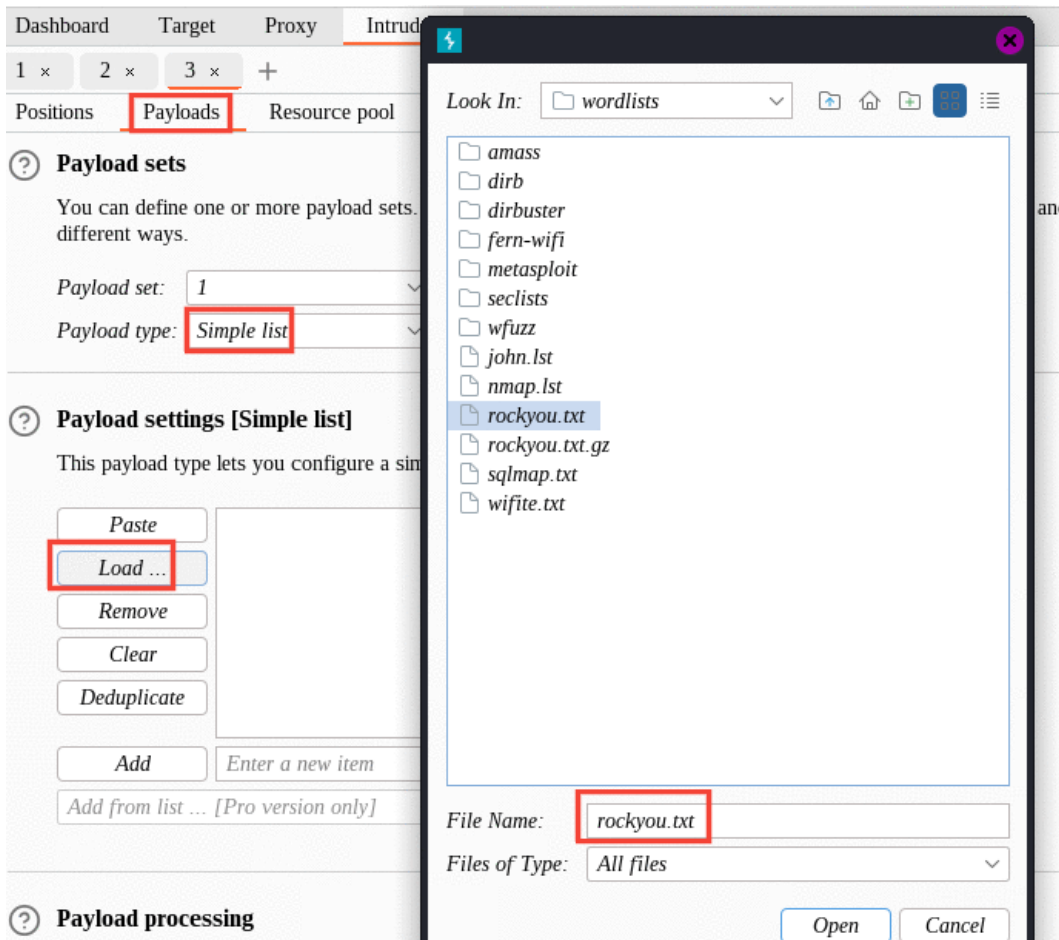 Dashboard Target Proxy Intrud
1 × 2 × 3 × +
Positions Payloads Resource pool
Payload sets
You can define one or more payload sets.
different ways.
Payload set: 1
Payload type: Simple list
Payload settings [Simple list]
This payload type lets you configure a sim
Paste
Load ...
Remove
Clear
Deduplicate
Add Enter a new item
Add from list ... [Pro version only]
Payload processing
Look In: wordlists
amass
dirb
dirbuster
fern-wifi
metasploit
seclists
wfuzz
john.lst
nmap.lst
rockyou.txt
rockyou.txt.gz
sqlmap.txt
wifite.txt
File Name: rockyou.txt
Files of Type: All files
Open Cancel